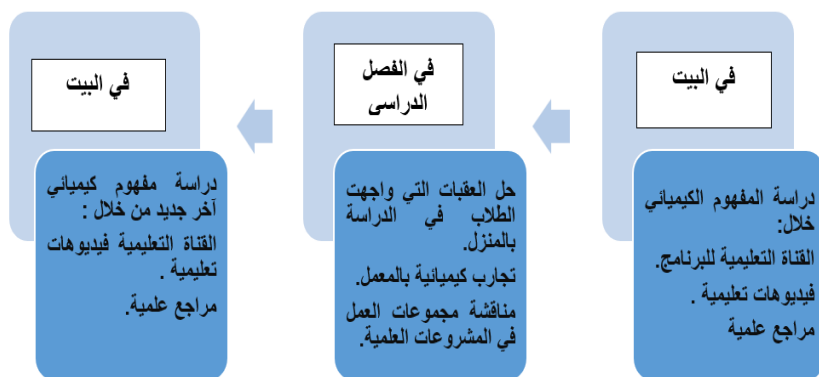 في البيت
دراسة المفهوم الكيميائي
خلال:
القناة التعليمية للبرنامج.
فيديوهات تعليمية .
مراجع علمية
في الفصل
الدراسى
حل العقبات التي واجهت
الطلاب في الدراسة
بالمنزل.
تجارب كيميائية بالمعمل.
مناقشة مجموعات العمل
في المشروعات العلمية.
في البيت
دراسة مفهوم كيميائي
آخر جديد من خلال :
القناة التعليمية فيديوهات
تعليمية .
مراجع علمية.